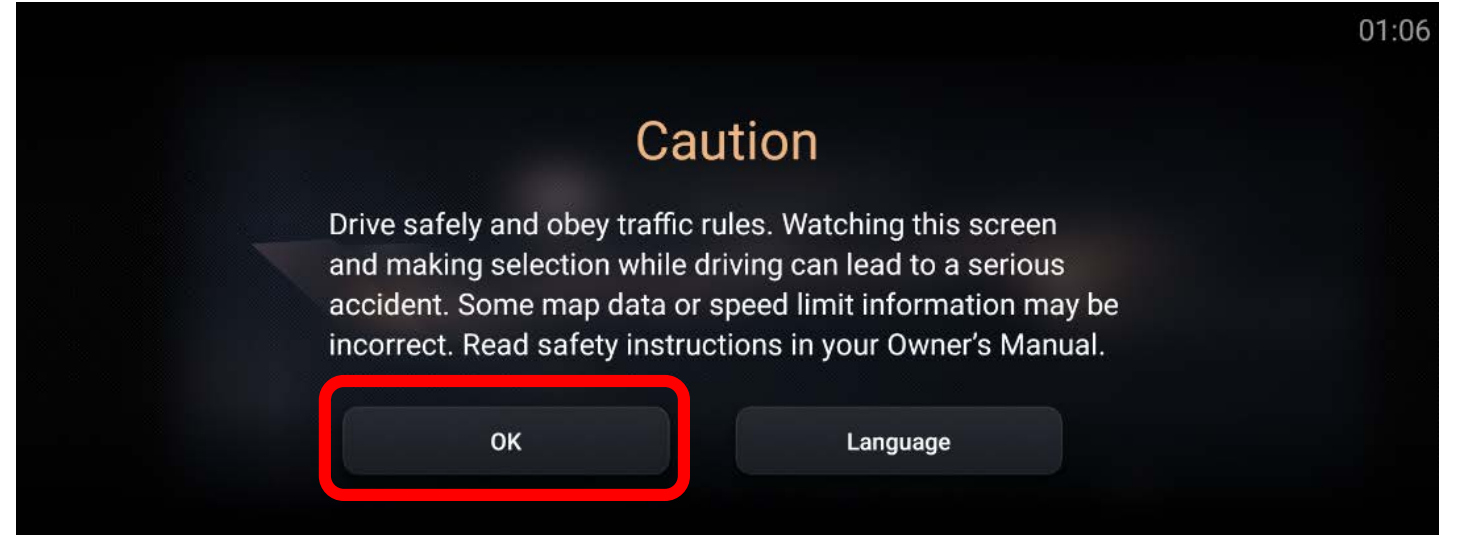 01:06
Caution
Drive safely and obey traffic rules. Watching this screen
and making selection while driving can lead to a serious
accident. Some map data or speed limit information may be
incorrect. Read safety instructions in your Owner’s Manual.
OK
Language